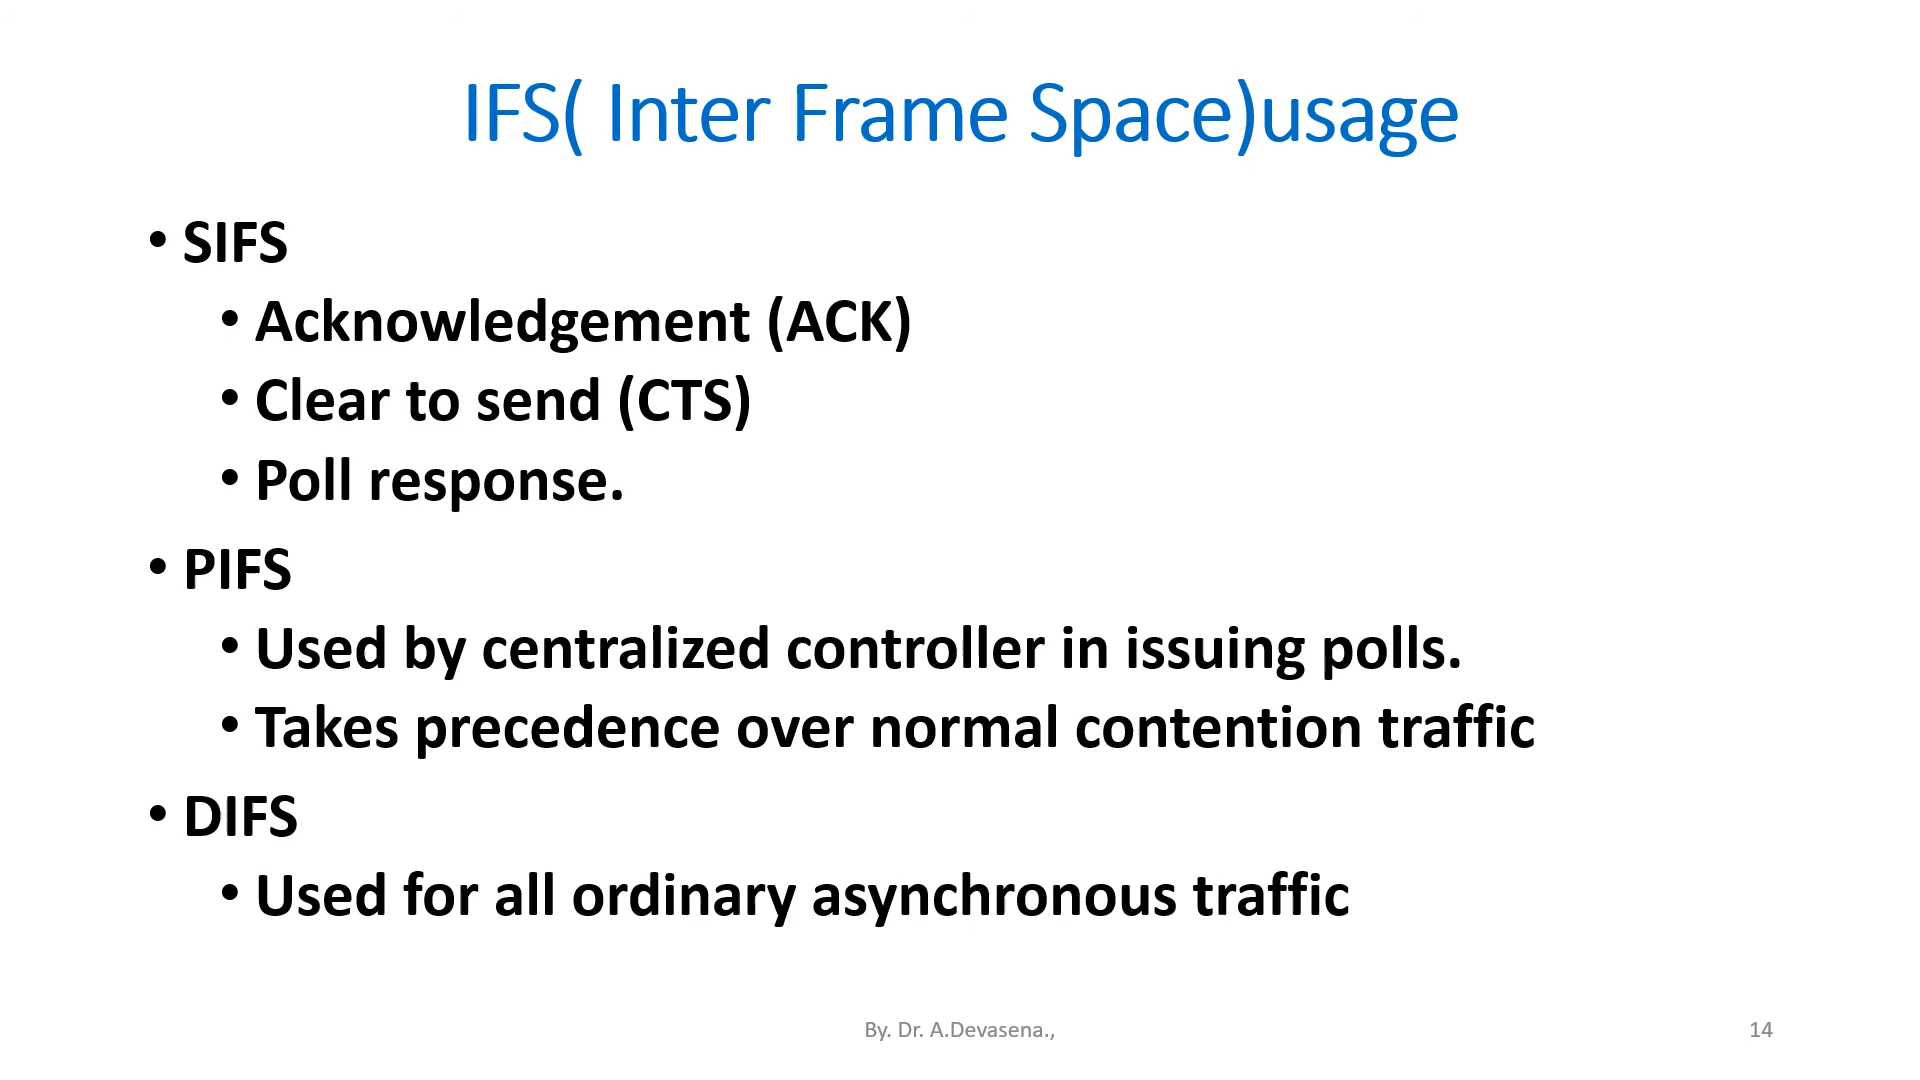 IFS( Inter Frame Space)usage
• SIFS
• Acknowledgement (ACK)
• Clear to send (CTS)
• Poll response.
• PIFS
• Used by centralized controller in issuing polls.
• Takes precedence over normal contention traffic
• DIFS
• Used for all ordinary asynchronous traffic
By. Dr. A.Devasena.,
14